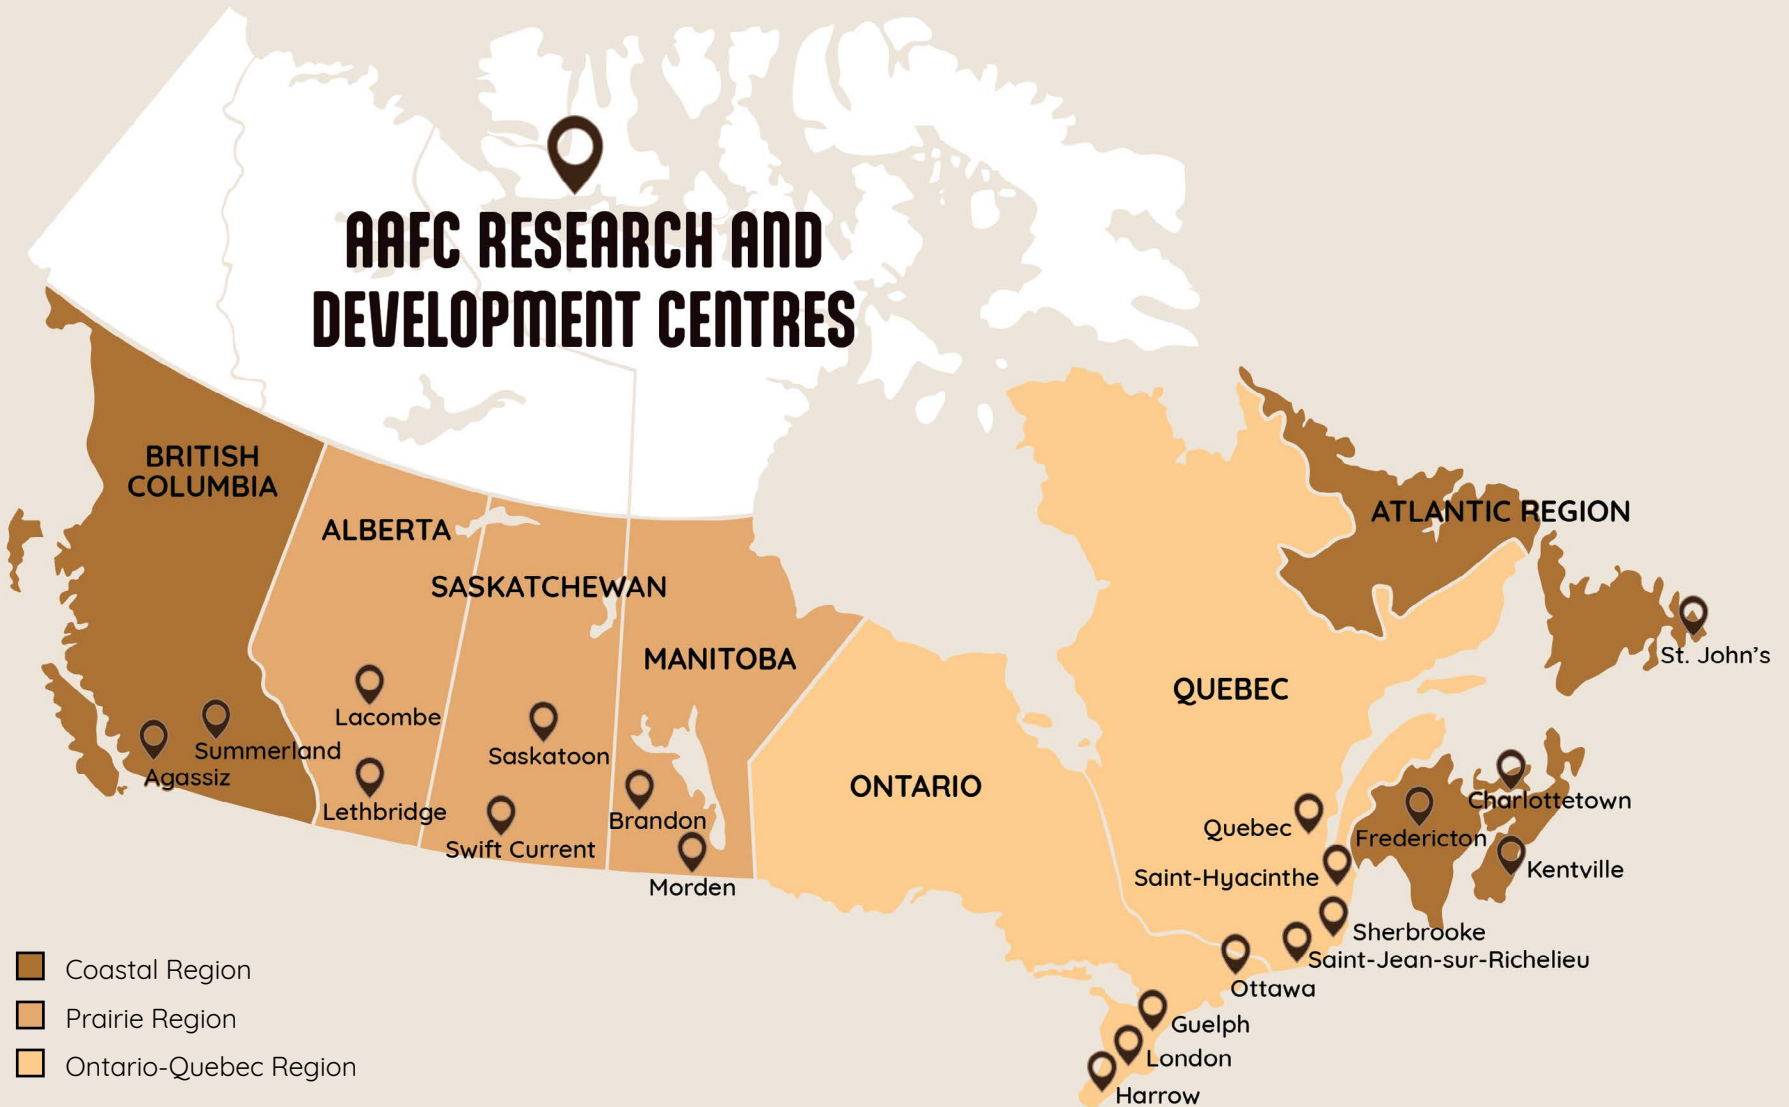 AAFC RESEARCH AND
DEVELOPMENT CENTRES
BRITISH
COLUMBIA
ALBERTA
SASKATCHEWAN
MANITOBA
ONTARIO
QUEBEC
ATLANTIC REGION
St. John's
Lacombe
Summerland
Agassiz
Saskatoon
Lethbridge
Swift Current
Brandon
Morden
Quebec
Charlottetown
Fredericton
Kentville
Saint-Hyacinthe
Sherbrooke
Saint-Jean-sur-Richelieu
Ottawa
Guelph
London
Harrow
Coastal Region
Prairie Region
Ontario-Quebec Region